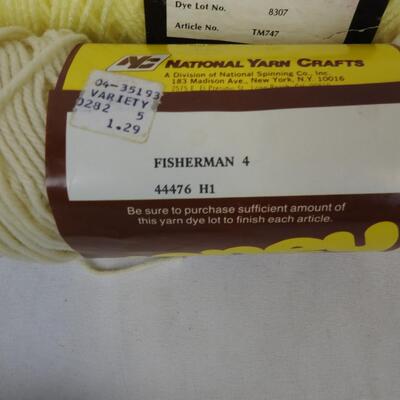 Dye Lot No. 8307
Article No. TM747
NATIONAL YARN CRAFTS
A Division of National Spinning Co., Inc.
183 Madison Ave., New York, N.Y. 10016
04-35193
VARIETY
0282 5
1.29
FISHERMAN 4
44476 H1
Be sure to purchase sufficient amount of
this yarn dye lot to finish each article.